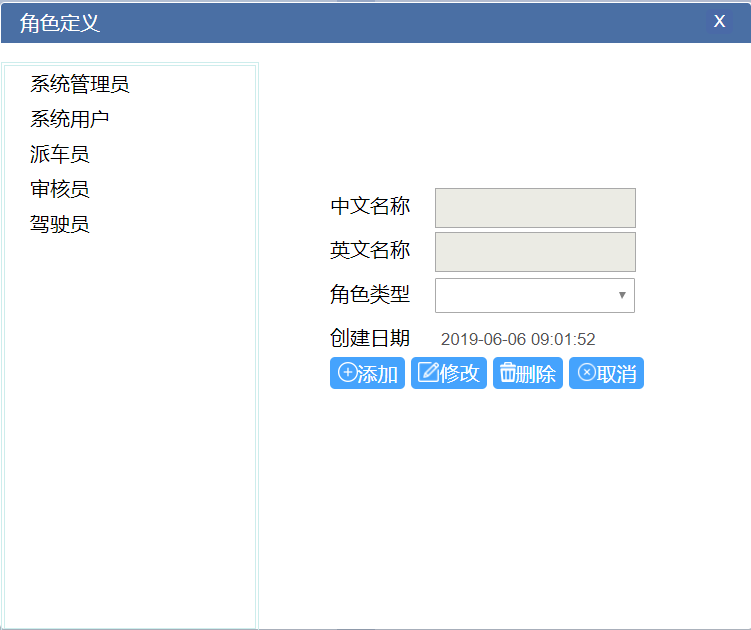 角色定义 X
系统管理员
系统用户
派车员
审核员
驾驶员
中文名称
英文名称
角色类型
创建日期 2019-06-06 09:01:52
添加 修改 删除 取消